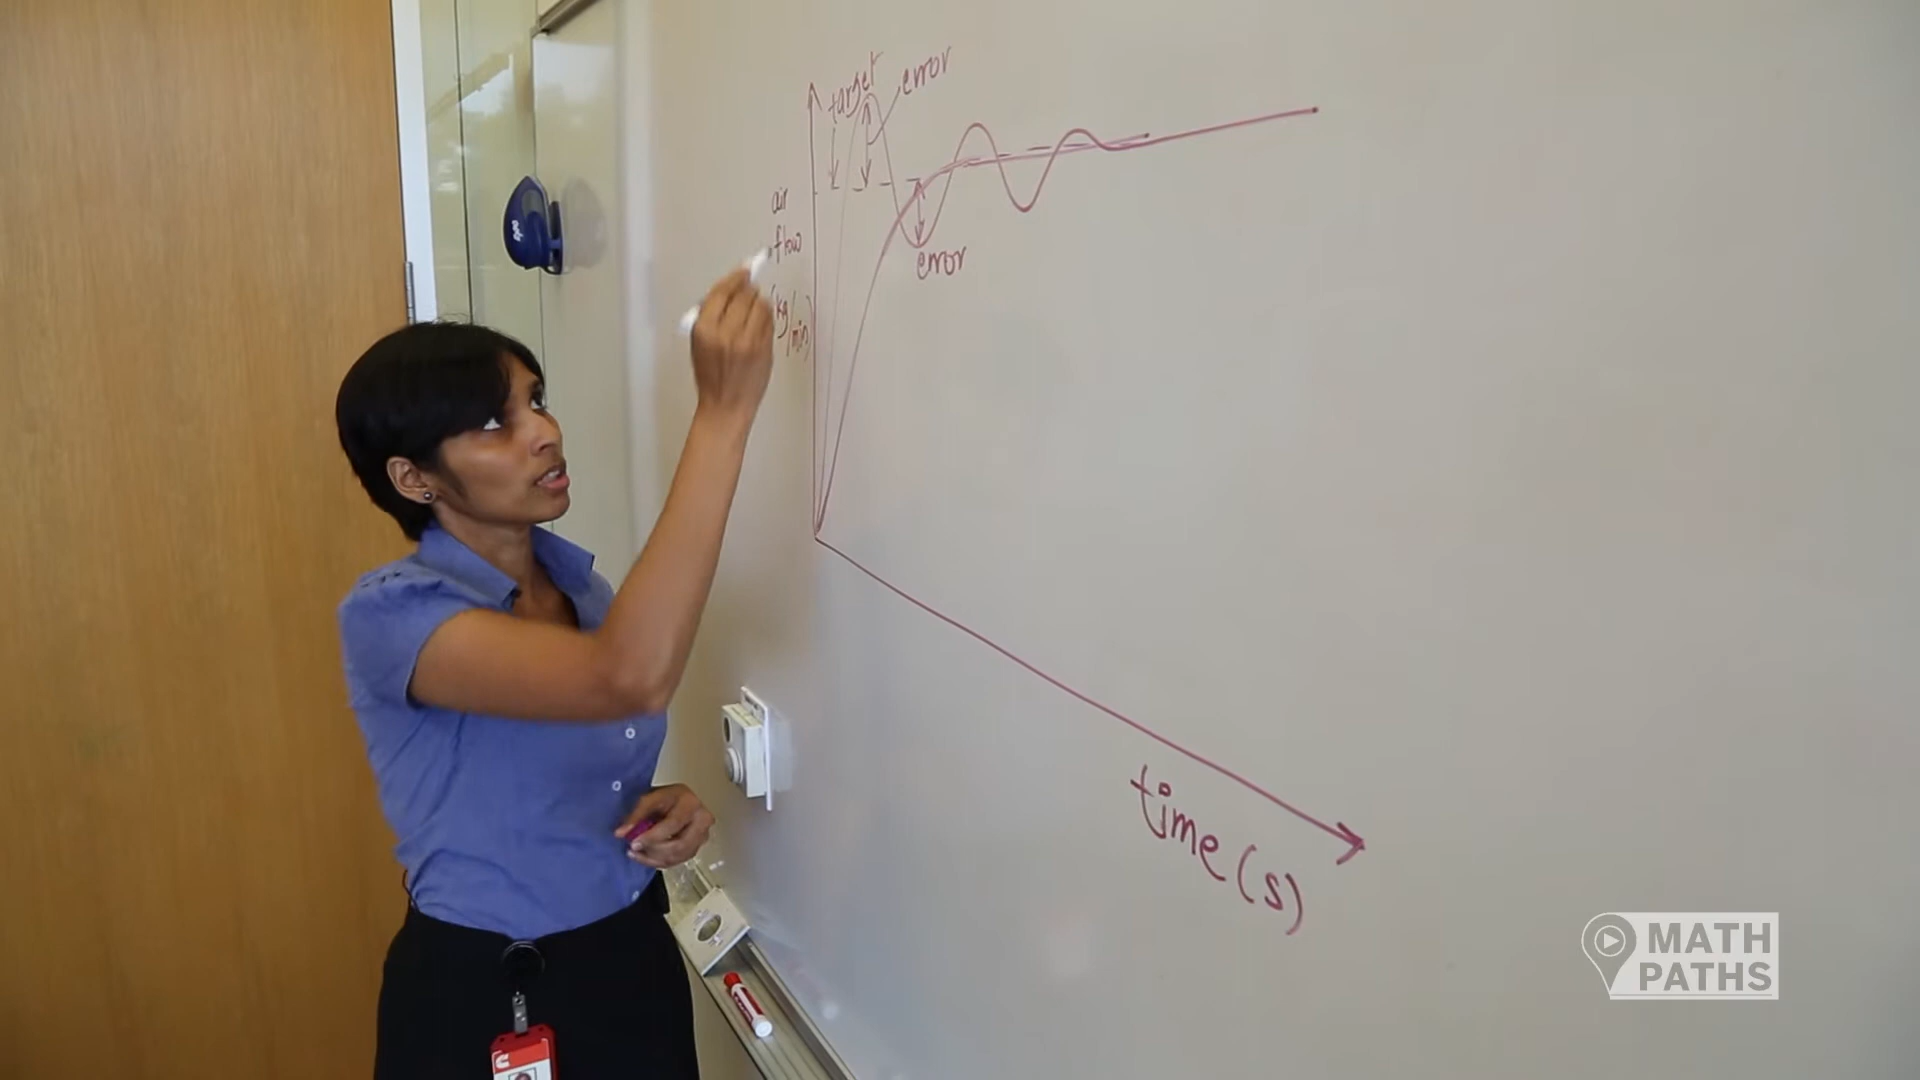 target
error
air
flow
(kg/
min)
error
time (s)
MATH
PATHS